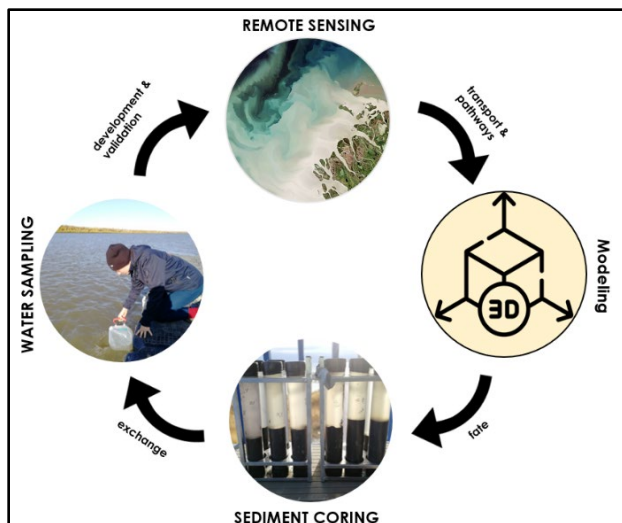 REMOTE SENSING
transport &
pathways
Modeling
3D
fate
SEDIMENT CORING
exchange
WATER SAMPLING
development &
validation